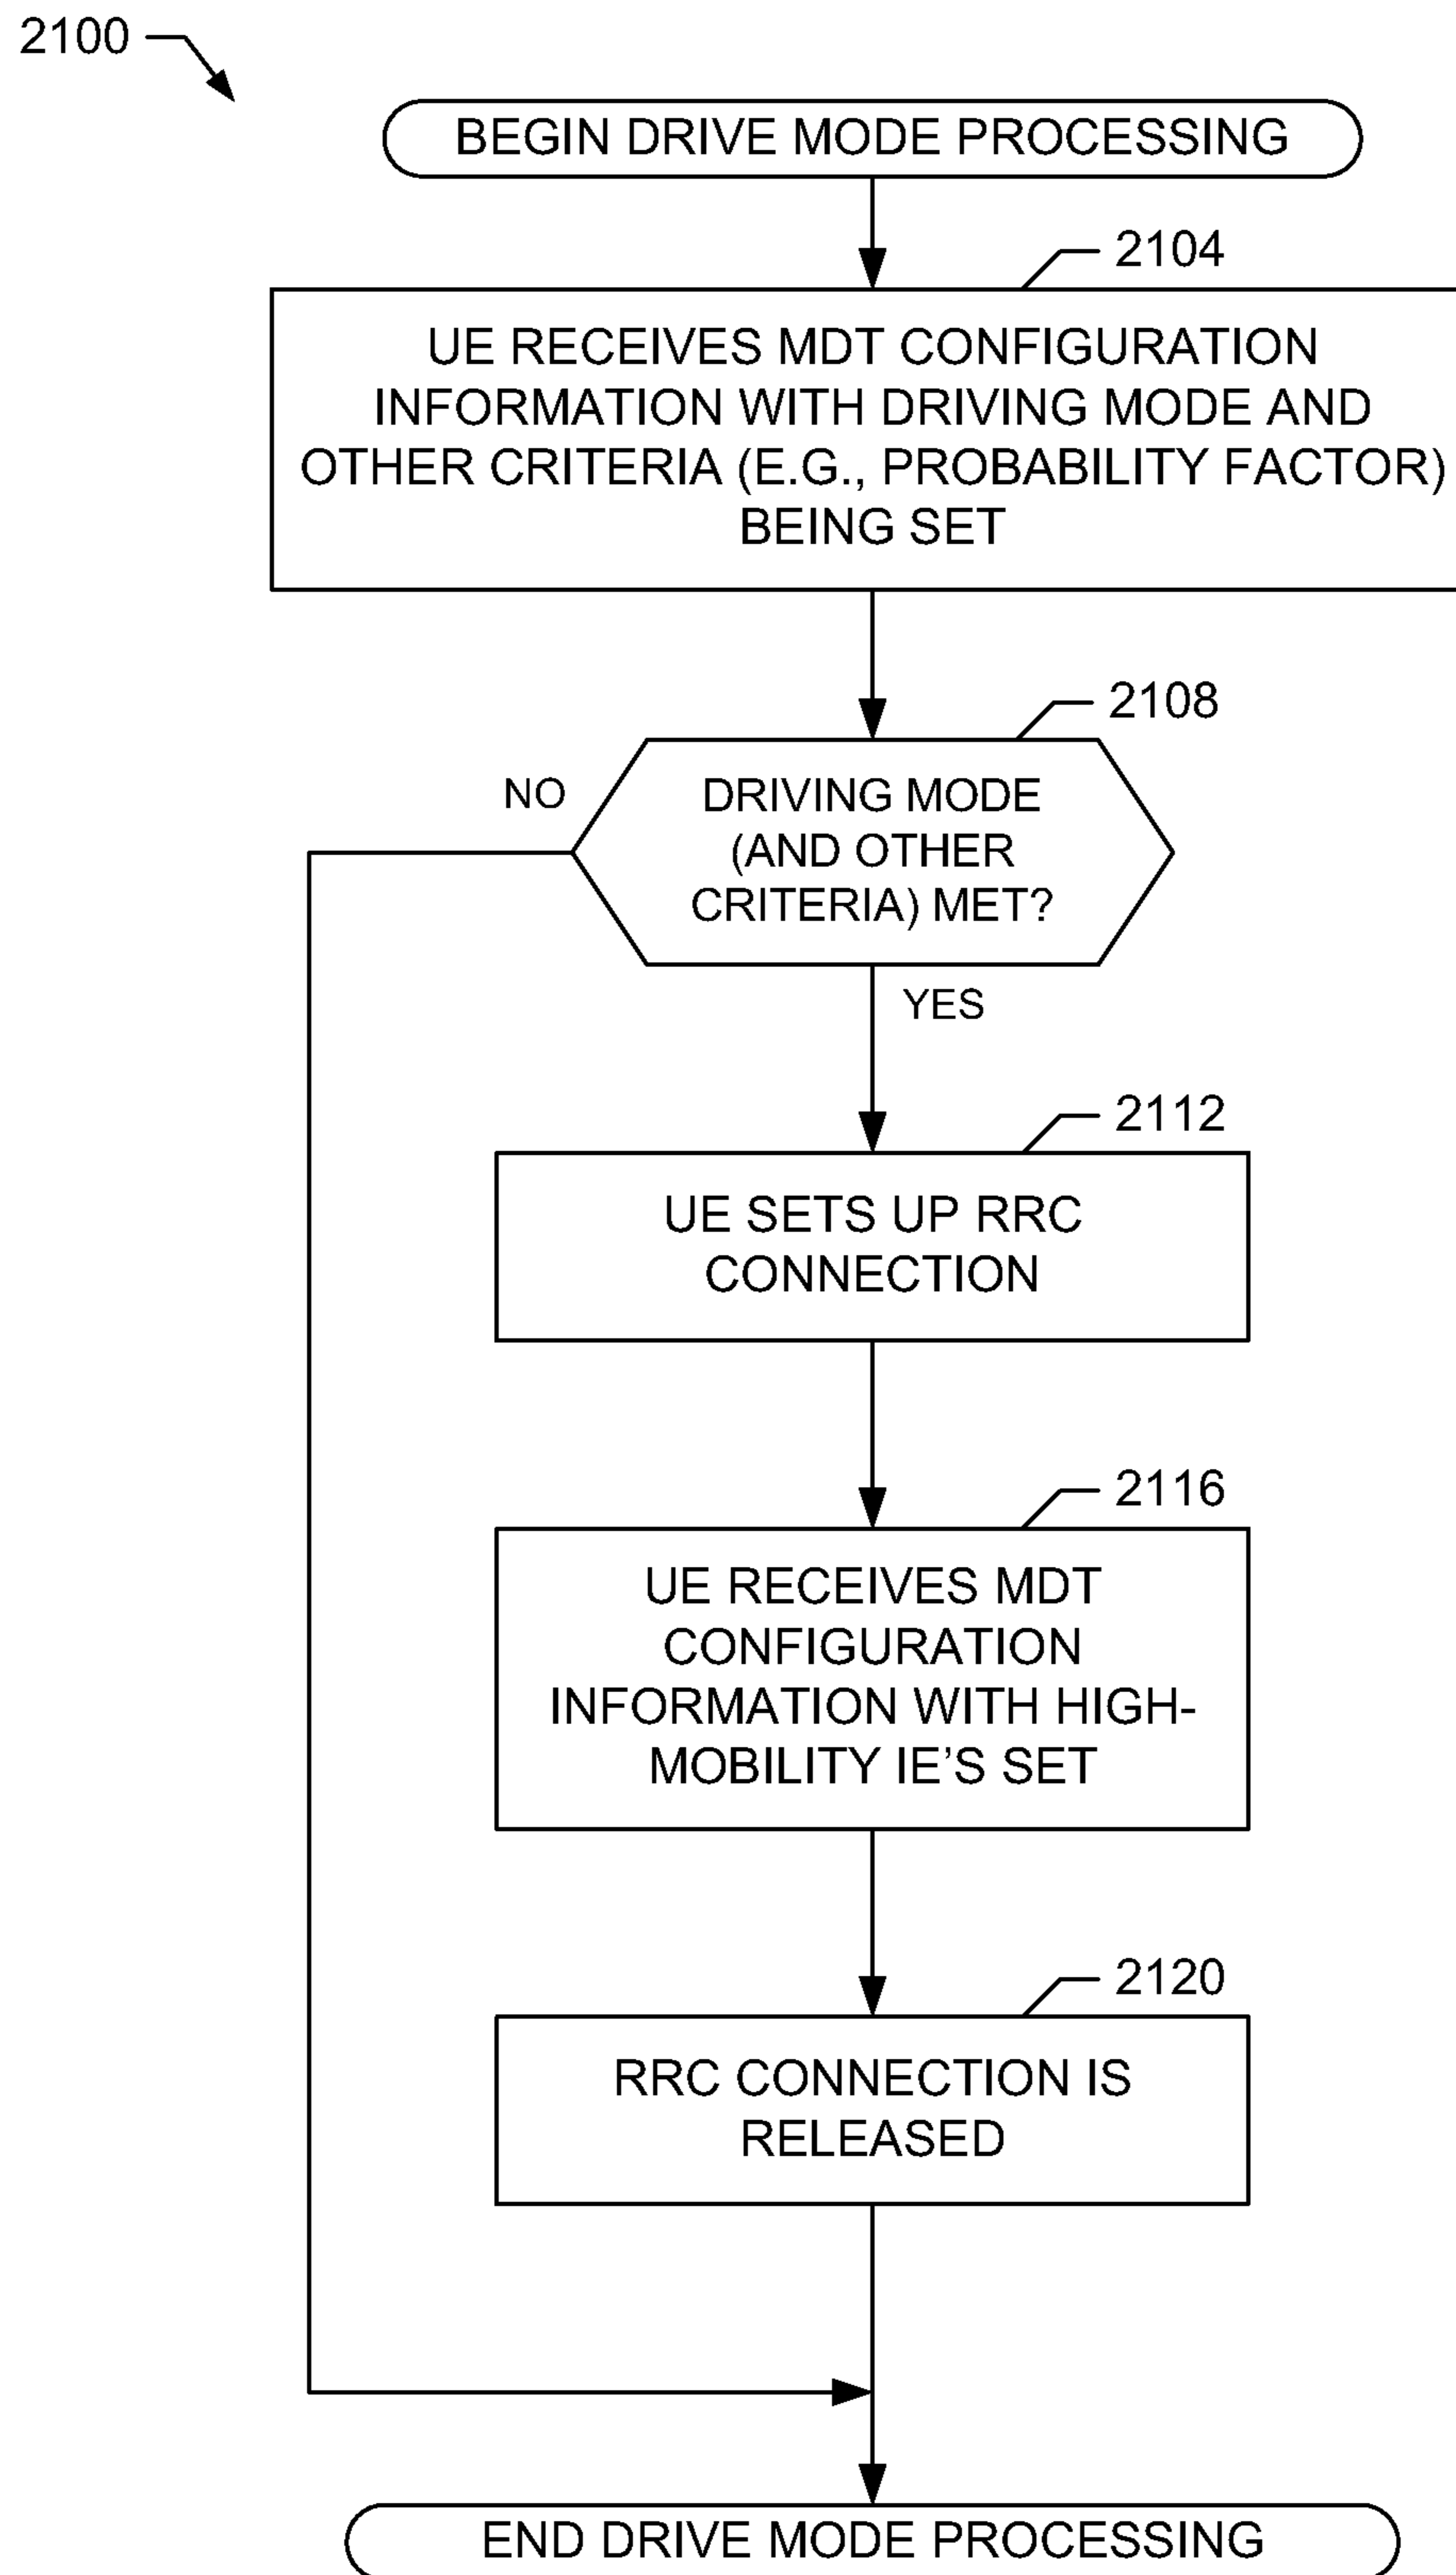 2100
BEGIN DRIVE MODE PROCESSING
2104
UE RECEIVES MDT CONFIGURATION
INFORMATION WITH DRIVING MODE AND
OTHER CRITERIA (E.G., PROBABILITY FACTOR)
BEING SET
2108
NO
DRIVING MODE
(AND OTHER
CRITERIA) MET?
YES
2112
UE SETS UP RRC
CONNECTION
2116
UE RECEIVES MDT
CONFIGURATION
INFORMATION WITH HIGH-
MOBILITY IE’S SET
2120
RRC CONNECTION IS
RELEASED
END DRIVE MODE PROCESSING